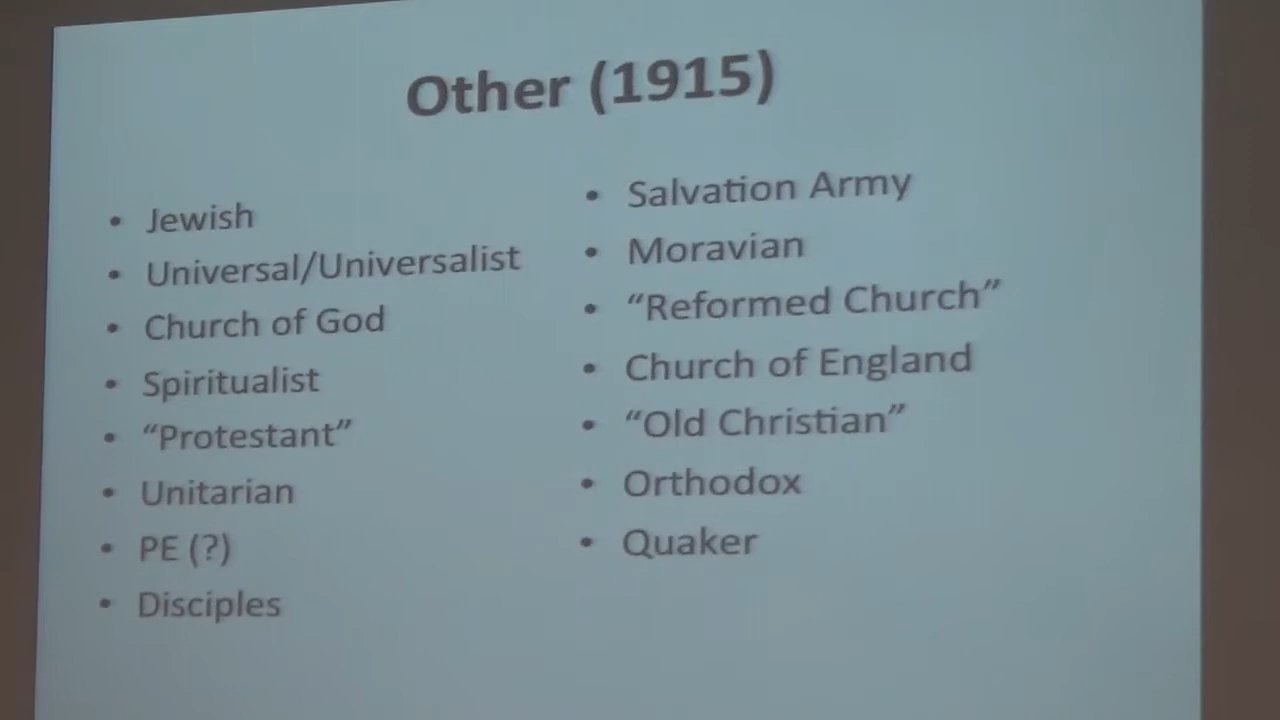 Other (1915)
• Jewish
• Universal/Universalist
• Church of God
• Spiritualist
• “Protestant”
• Unitarian
• PE (?)
• Disciples
• Salvation Army
• Moravian
• “Reformed Church”
• Church of England
• “Old Christian”
• Orthodox
• Quaker